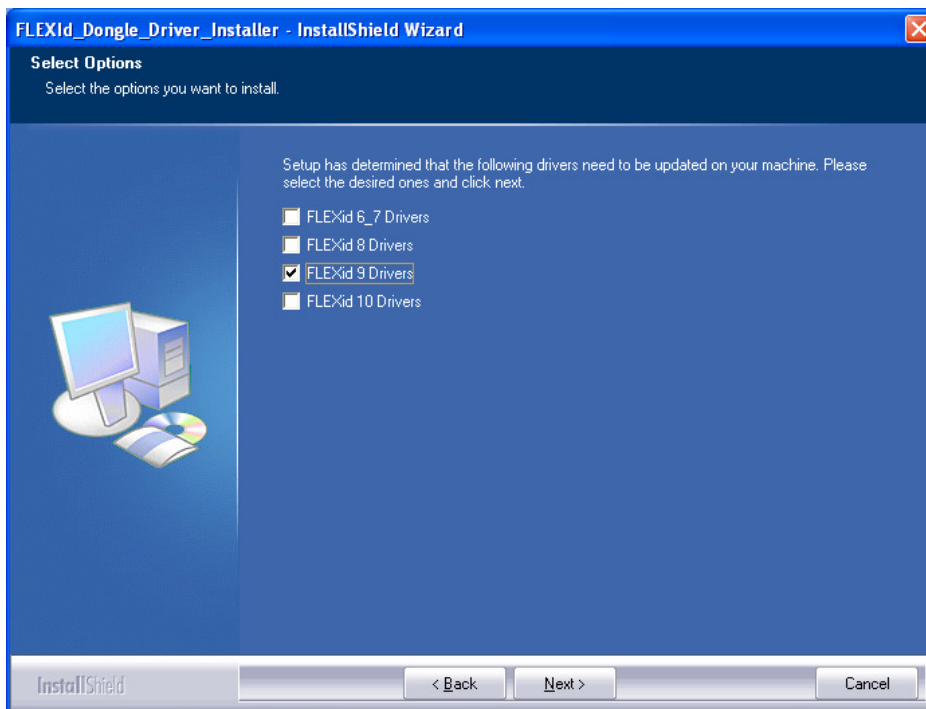 FLEXId_Dongle_Driver_Installer - InstallShield Wizard
Select Options
Select the options you want to install.
Setup has determined that the following drivers need to be updated on your machine. Please
select the desired ones and click next.
FLEXid 6_7 Drivers
FLEXid 8 Drivers
FLEXid 9 Drivers
FLEXid 10 Drivers
InstallShield
< Back
Next >
Cancel